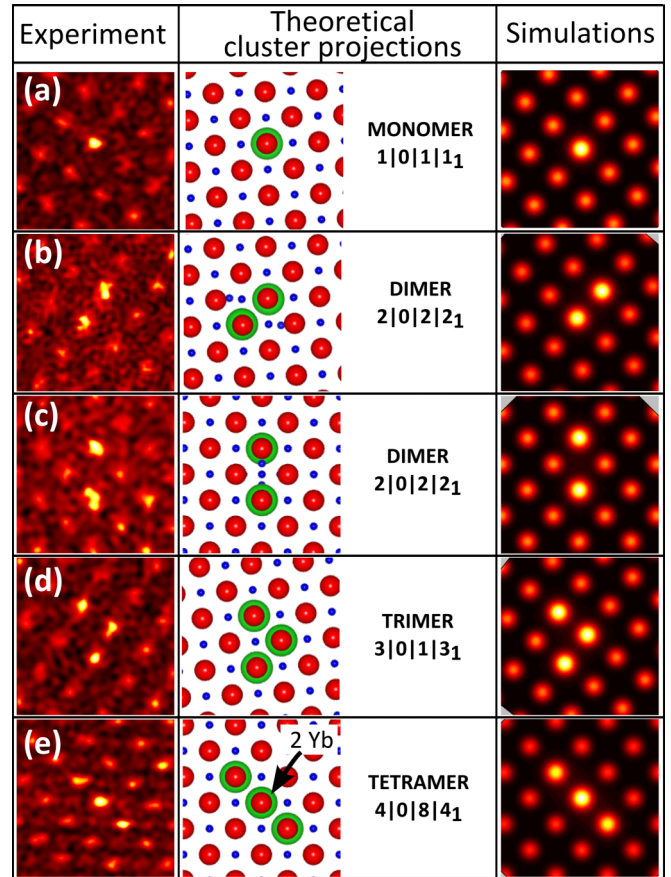 Experiment
Theoretical
cluster projections
Simulations
(a)
MONOMER
1|0|1|1₁
(b)
DIMER
2|0|2|2₁
(c)
DIMER
2|0|2|2₁
(d)
TRIMER
3|0|1|3₁
(e)
2 Yb
TETRAMER
4|0|8|4₁